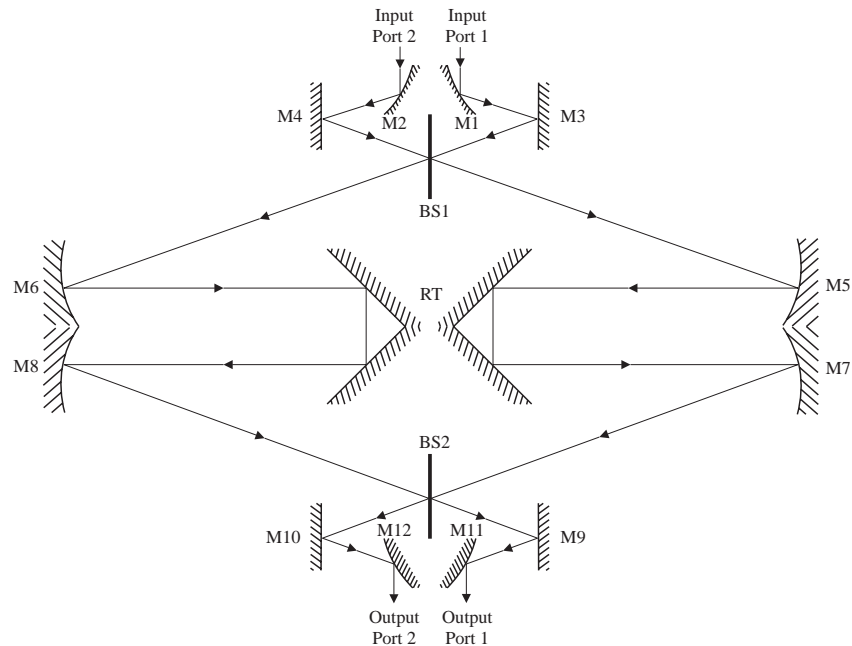 Input
Port 2
Input
Port 1
M4
M2
M1
M3
BS1
M6
RT
M5
M8
M7
BS2
M10
M12
M11
M9
Output
Port 2
Output
Port 1